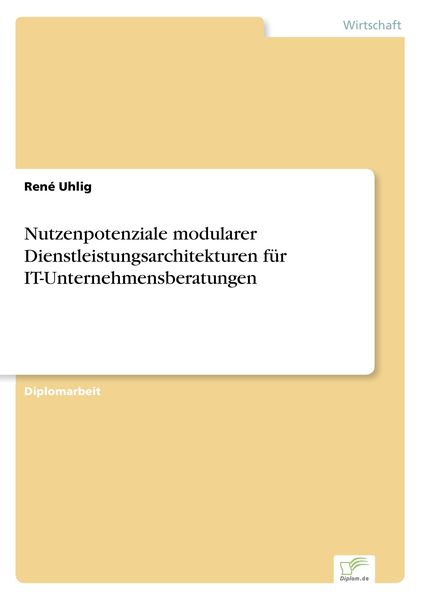 Wirtschaft
René Uhlig
Nutzenpotenziale modularer
Dienstleistungsarchitekturen für
IT-Unternehmensberatungen
Diplomarbeit
Diplom.de